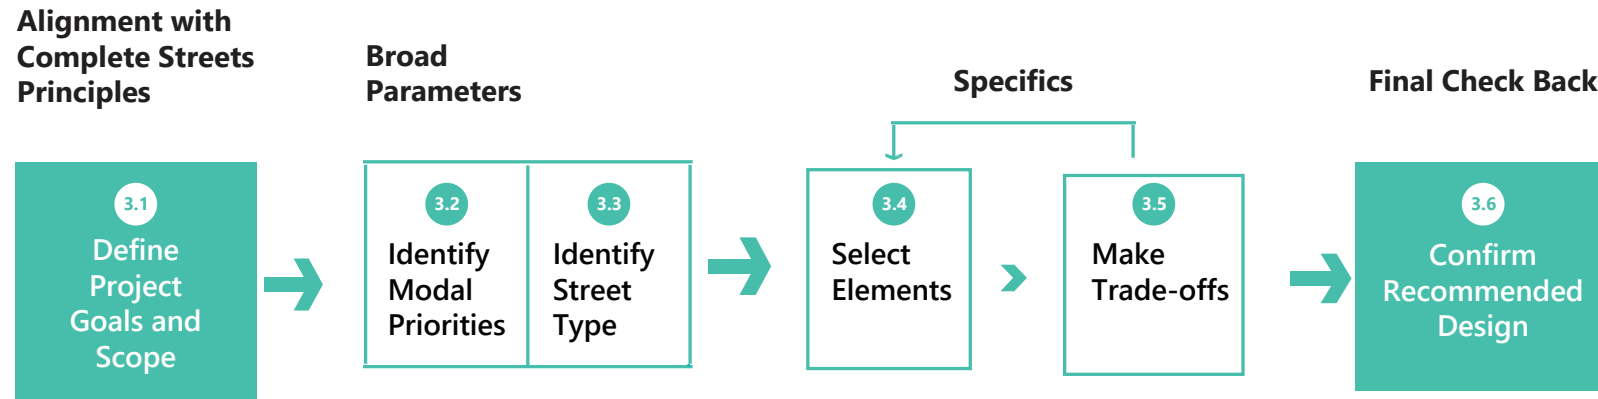 Alignment with
Complete Streets
Principles
Broad
Parameters
Specifics
Final Check Back
3.1
Define
Project
Goals and
Scope
3.2
Identify
Modal
Priorities
3.3
Identify
Street
Type
3.4
Select
Elements
3.5
Make
Trade-offs
3.6
Confirm
Recommended
Design